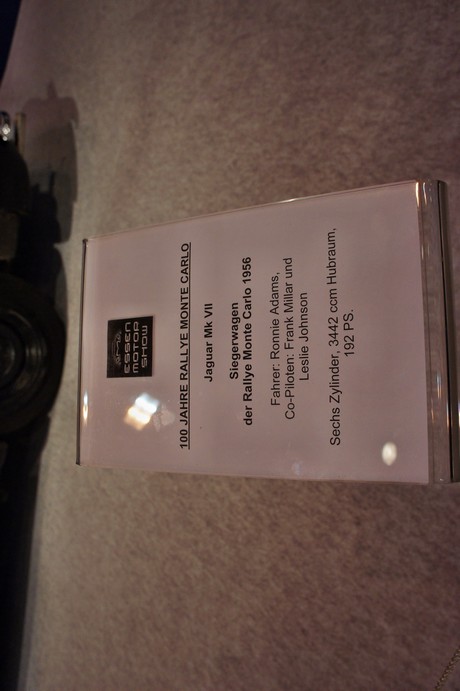 ESSEN
MOTOR
SHOW
100 JAHRE RALLYE MONTE CARLO
Jaguar Mk VII
Siegerwagen
der Rallye Monte Carlo 1956
Fahrer: Ronnie Adams,
Co-Piloten: Frank Millar und
Leslie Johnson
Sechs Zylinder, 3442 ccm Hubraum,
192 PS.